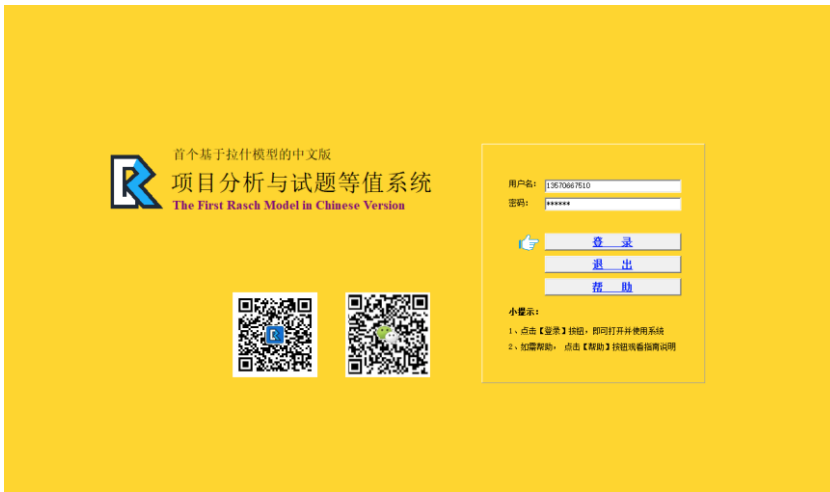 首个基于拉什模型的中文版
项目分析与试题等值系统
The First Rasch Model in Chinese Version
用户名: 13570667510
密码: ******
登 录
退 出
帮 助
小提示:
1、点击【登录】按钮,即可打开并使用系统
2、如需帮助, 点击【帮助】按钮观看指南说明